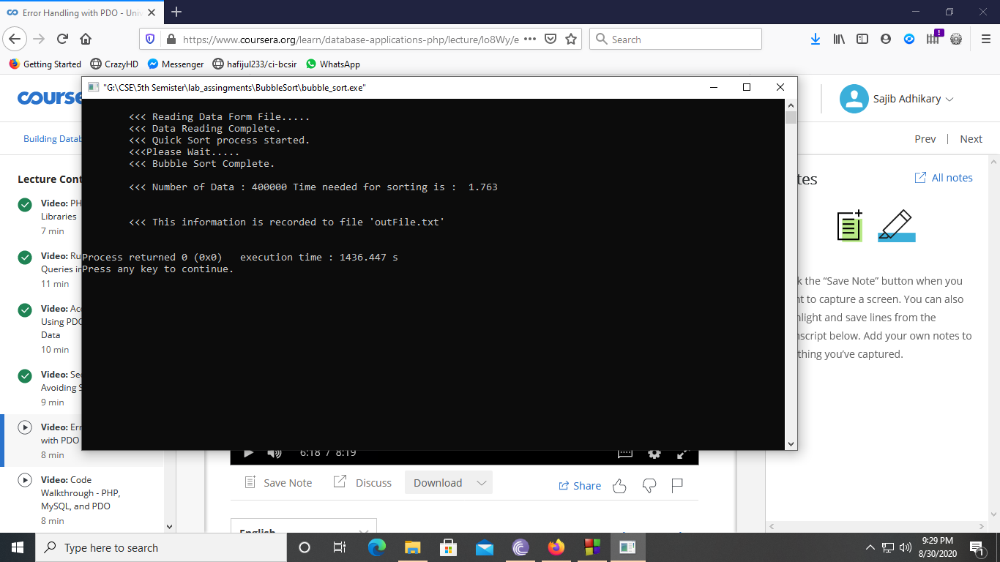 Error Handling with PDO - Univ
https://www.coursera.org/learn/database-applications-php/lecture/lo8Wy/e
Search
Getting Started
CrazyHD
Messenger
hafijul233/ci-bcsir
WhatsApp
"G:\CSE\5th Semister\lab_assingments\BubbleSort\bubble_sort.exe"
<<< Reading Data Form File.....
<<< Data Reading Complete.
<<< Quick Sort process started.
<<<Please Wait.....
<<< Bubble Sort Complete.
<<< Number of Data : 400000 Time needed for sorting is :  1.763
<<< This information is recorded to file 'outFile.txt'
Process returned 0 (0x0)   execution time : 1436.447 s
Press any key to continue.
course
Sajib Adhikary
Building Datab
Prev | Next
Lecture Cont
Video: PH
Libraries
7 min
Video: Ru
Queries in
11 min
Video: Acc
Using PDO
Data
10 min
Video: Sec
Avoiding S
9 min
Video: Err
with PDO
8 min
Video: Code
Walkthrough - PHP,
MySQL, and PDO
8 min
tes
All notes
k the “Save Note” button when you
nt to capture a screen. You can also
hlight and save lines from the
nscript below. Add your own notes to
thing you’ve captured.
6:18 / 8:19
Save Note
Discuss
Download
Share
English
Type here to search
9:29 PM
8/30/2020
1